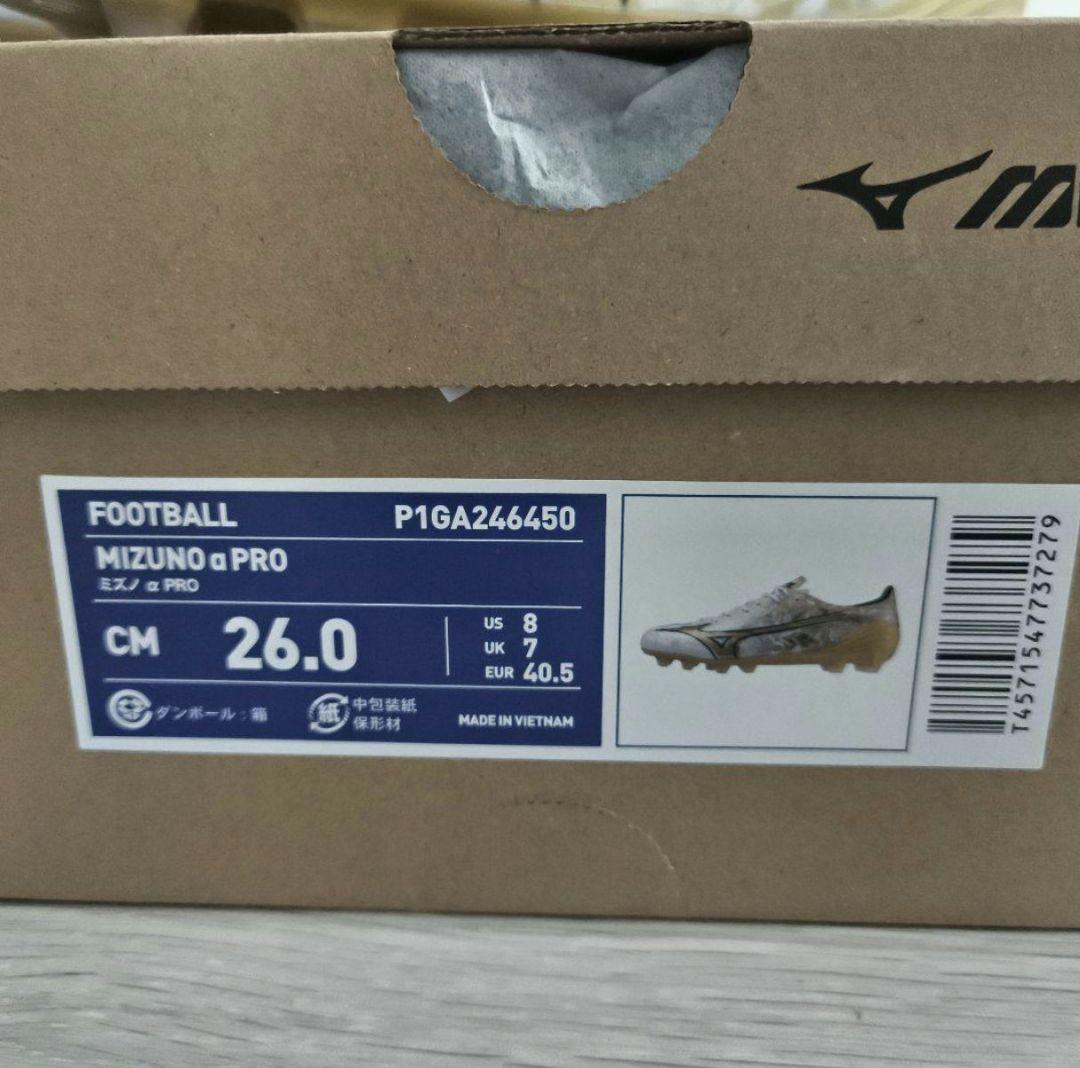 FOOTBALL P1GA246450
MIZUNO α PRO
ミズノ α PRO
CM 26.0
US 8
UK 7
EUR 40.5
ダンボール:箱
紙 中包装紙
保形材
MADE IN VIETNAM
T4571547737279